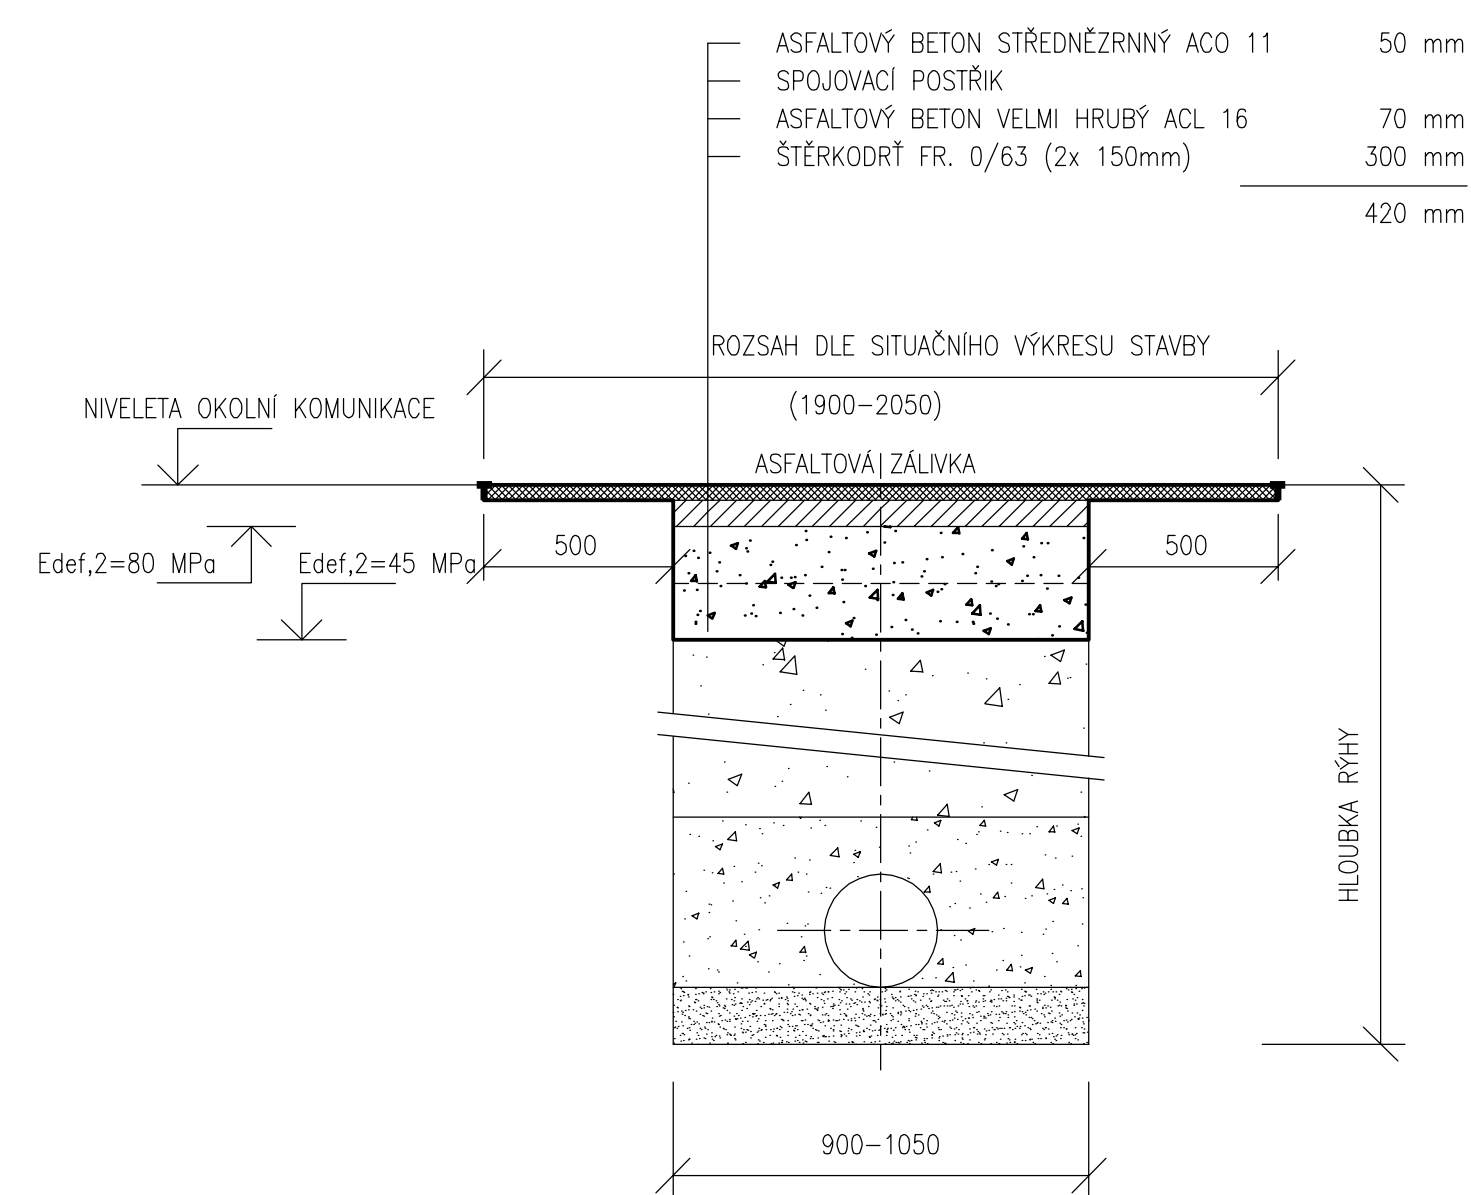 ASFALTOVÝ BETON STŘEDNĚZRNNÝ ACO 11 50 mm
SPOJOVACÍ POSTŘIK
ASFALTOVÝ BETON VELMI HRUBÝ ACL 16 70 mm
ŠTĚRKODRŤ FR. 0/63 (2x 150mm) 300 mm
420 mm
ROZSAH DLE SITUAČNÍHO VÝKRESU STAVBY
(1900-2050)
NIVELETA OKOLNÍ KOMUNIKACE
ASFALTOVÁ ZÁLIVKA
500
500
Edef,2=80 MPa
Edef,2=45 MPa
HLOUBKA RÝHY
900-1050